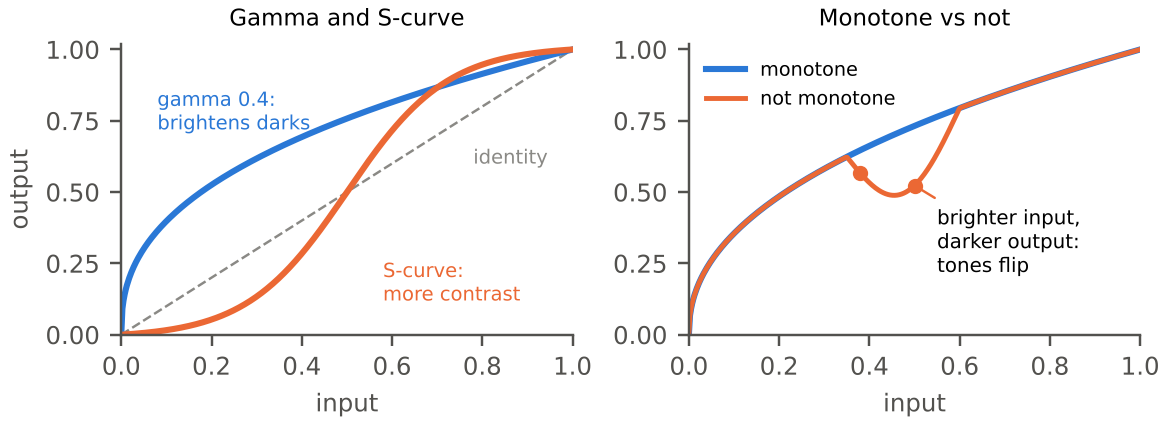 Gamma and S-curve
1.00
0.75
0.50
0.25
0.00
output
gamma 0.4:
brightens darks
identity
S-curve:
more contrast
0.0 0.2 0.4 0.6 0.8 1.0
input
Monotone vs not
1.00
0.75
0.50
0.25
0.00
monotone
not monotone
brighter input,
darker output:
tones flip
0.0 0.2 0.4 0.6 0.8 1.0
input